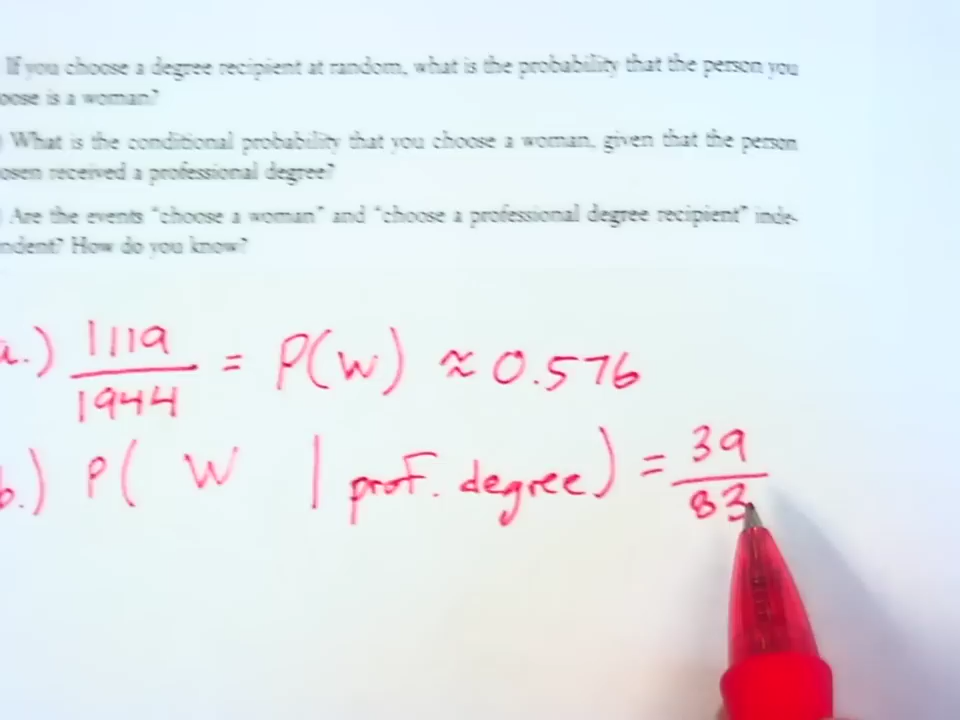 If you choose a degree recipient at random, what is the probability that the person you
oose is a woman?
) What is the conditional probability that you choose a woman, given that the person
osen received a professional degree?
) Are the events “choose a woman” and “choose a professional degree recipient” inde-
ndent? How do you know?
a.) 1119/1944 = P(W) ≈ 0.576
b.) P( W | prof. degree) = 39/83